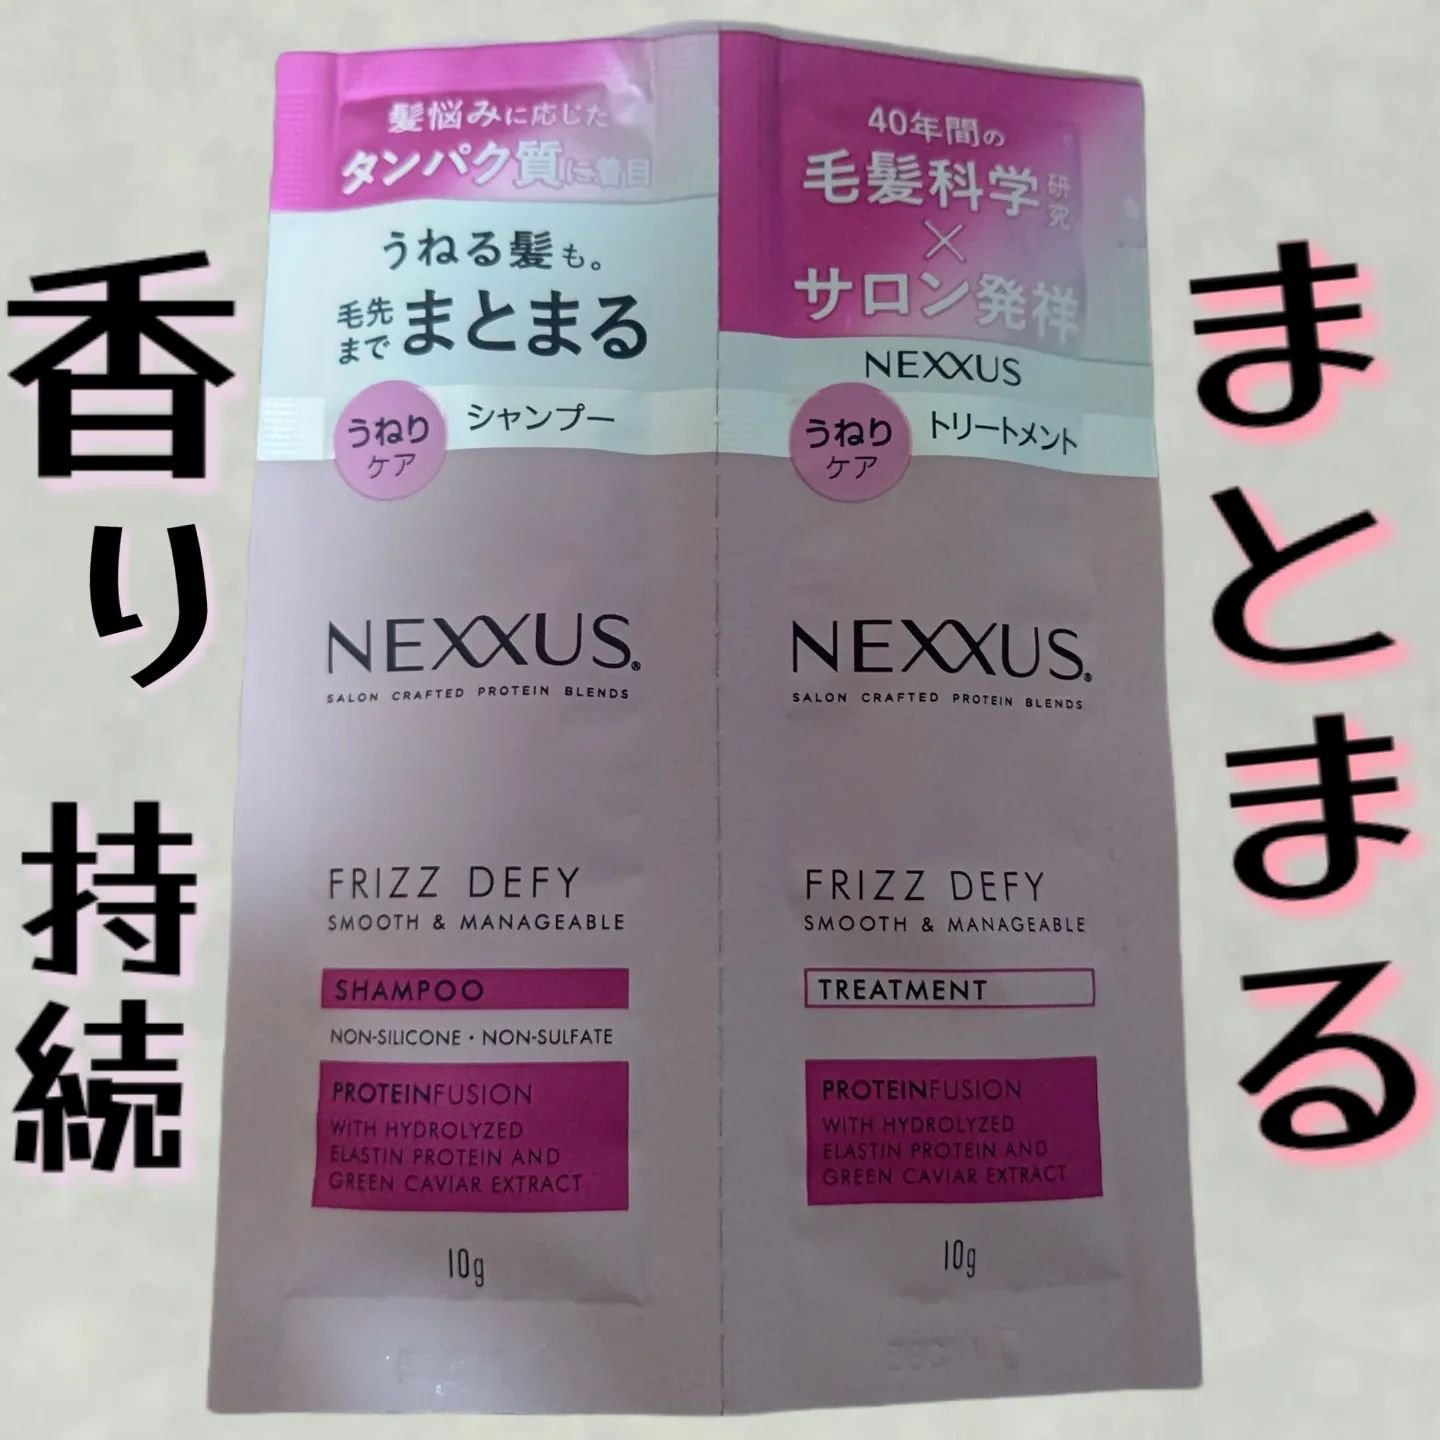 香り 持続
まとまる
髪悩みに応じた
タンパク質に着目
うねる髪も。
毛先まで まとまる
うねりケア シャンプー
NEXXUS®
SALON CRAFTED PROTEIN BLENDS
FRIZZ DEFY
SMOOTH & MANAGEABLE
SHAMPOO
NON-SILICONE・NON-SULFATE
PROTEINFUSION
WITH HYDROLYZED
ELASTIN PROTEIN AND
GREEN CAVIAR EXTRACT
10g
40年間の
毛髪科学研究
×
サロン発祥
NEXXUS
うねりケア トリートメント
NEXXUS®
SALON CRAFTED PROTEIN BLENDS
FRIZZ DEFY
SMOOTH & MANAGEABLE
TREATMENT
PROTEINFUSION
WITH HYDROLYZED
ELASTIN PROTEIN AND
GREEN CAVIAR EXTRACT
10g